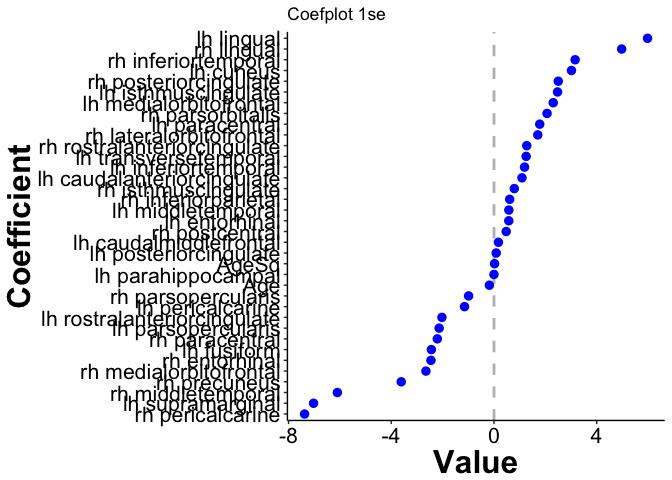 Coefplot 1se
lh lingual
rh lingual
rh inferiortemporal
lh cuneus
rh posteriorcingulate
lh isthmuscingulate
lh medialorbitofrontal
rh parsorbitalis
lh paracentral
rh lateralorbitofrontal
rh rostralanteriorcingulate
lh transversetemporal
lh inferiortemporal
lh caudalanteriorcingulate
rh isthmuscingulate
rh inferiorparietal
lh middletemporal
lh entorhinal
rh postcentral
lh caudalmiddlefrontal
lh posteriorcingulate
AgeSq
lh parahippocampal
Age
rh parsopercularis
lh pericalcarine
lh rostralanteriorcingulate
lh parsopercularis
rh paracentral
lh fusiform
rh entorhinal
rh medialorbitofrontal
rh precuneus
rh middletemporal
lh supramarginal
rh pericalcarine
Coefficient
-8 -4 0 4
Value